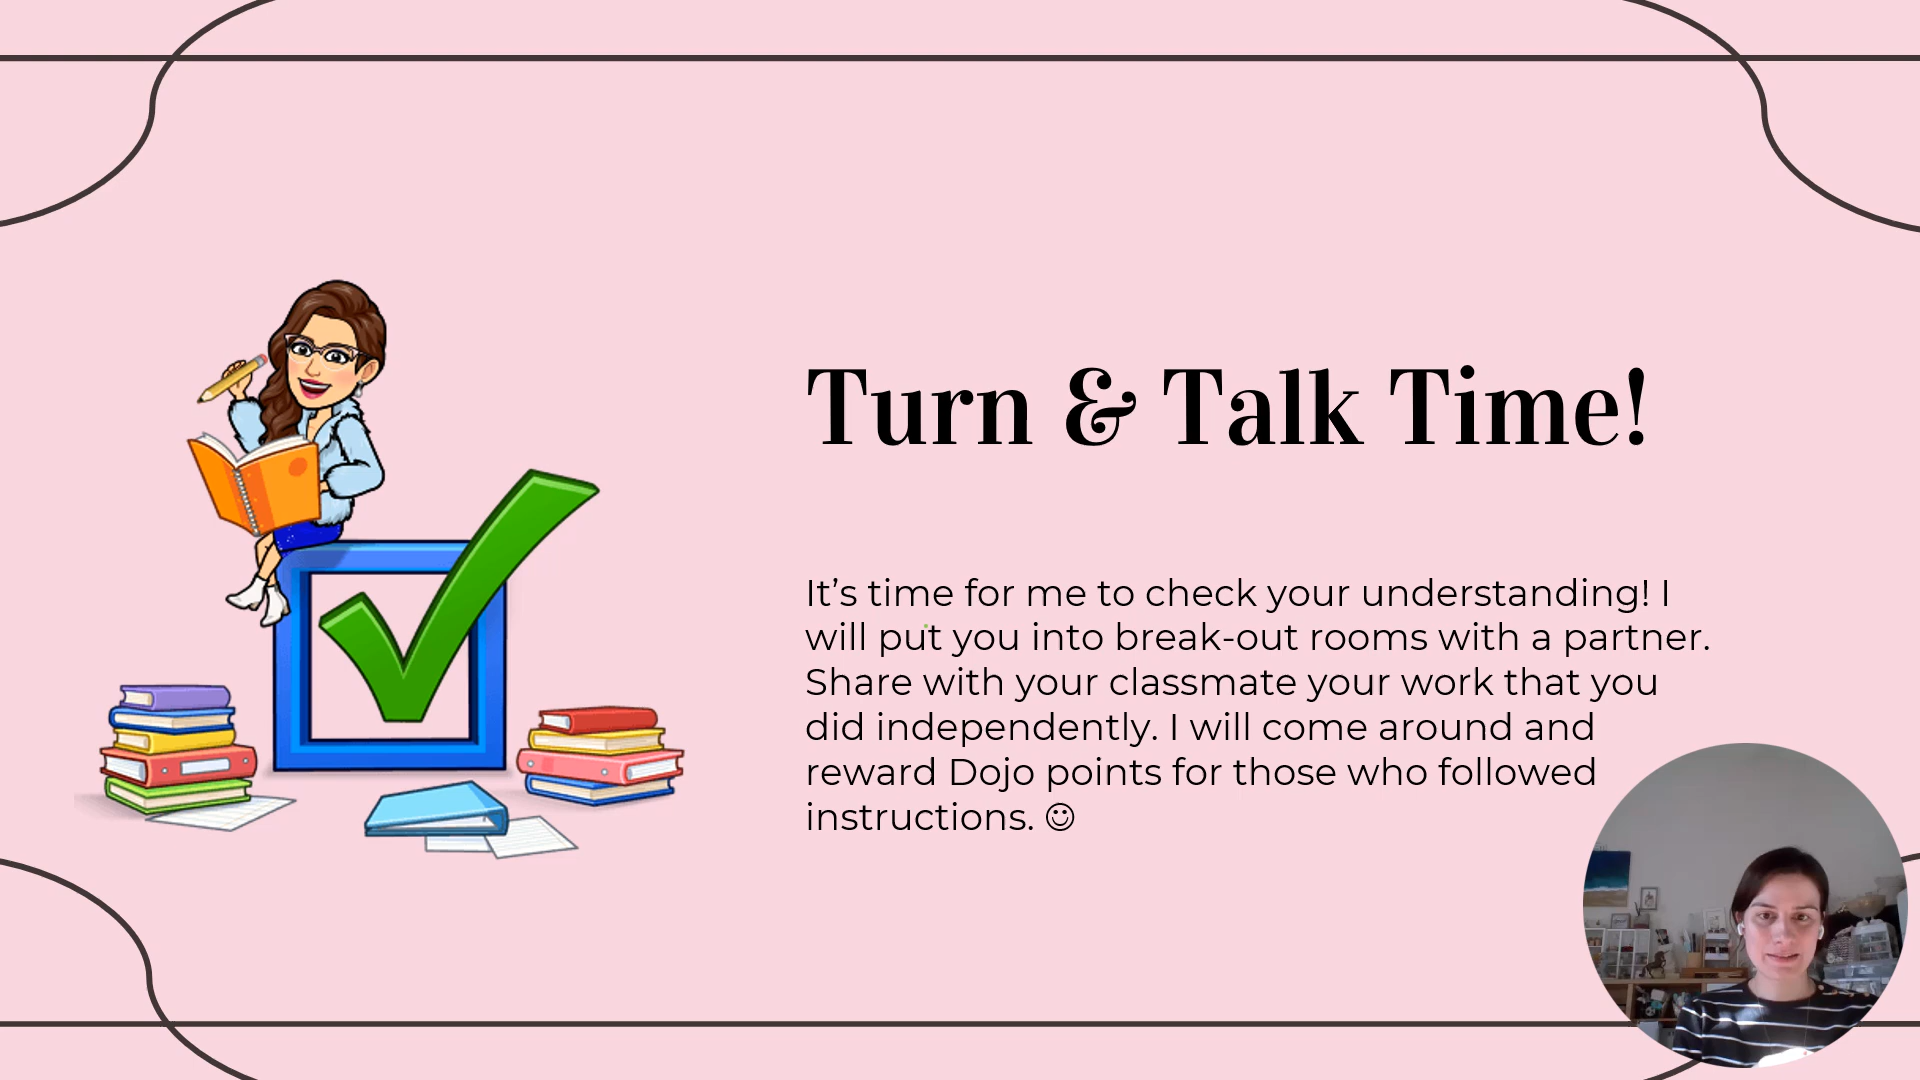 Turn & Talk Time!
It’s time for me to check your understanding! I
will put you into break-out rooms with a partner.
Share with your classmate your work that you
did independently. I will come around and
reward Dojo points for those who followed
instructions. ☺